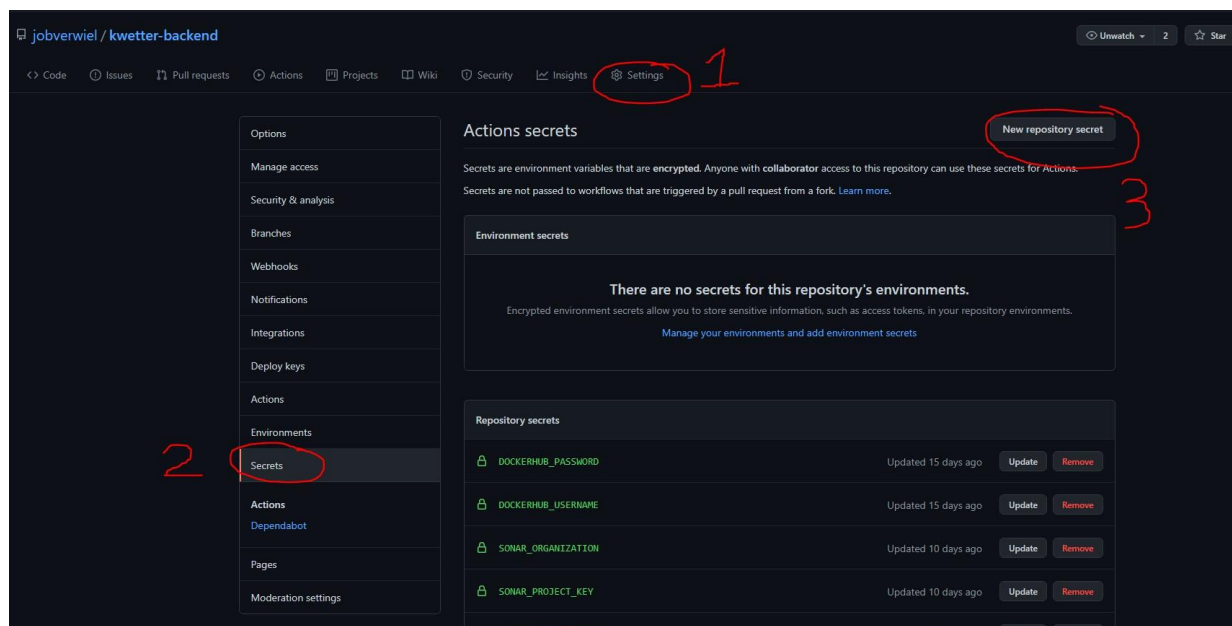 jobverwiel / kwetter-backend
Unwatch 2 Star
Code Issues Pull requests Actions Projects Wiki Security Insights Settings
1
Options
Manage access
Security & analysis
Branches
Webhooks
Notifications
Integrations
Deploy keys
Actions
Environments
2
Secrets
Actions
Dependabot
Pages
Moderation settings
Actions secrets
New repository secret
3
Secrets are environment variables that are encrypted. Anyone with collaborator access to this repository can use these secrets for Actions.
Secrets are not passed to workflows that are triggered by a pull request from a fork. Learn more.
Environment secrets
There are no secrets for this repository's environments.
Encrypted environment secrets allow you to store sensitive information, such as access tokens, in your repository environments.
Manage your environments and add environment secrets
Repository secrets
DOCKERHUB_PASSWORD Updated 15 days ago Update Remove
DOCKERHUB_USERNAME Updated 15 days ago Update Remove
SONAR_ORGANIZATION Updated 10 days ago Update Remove
SONAR_PROJECT_KEY Updated 10 days ago Update Remove